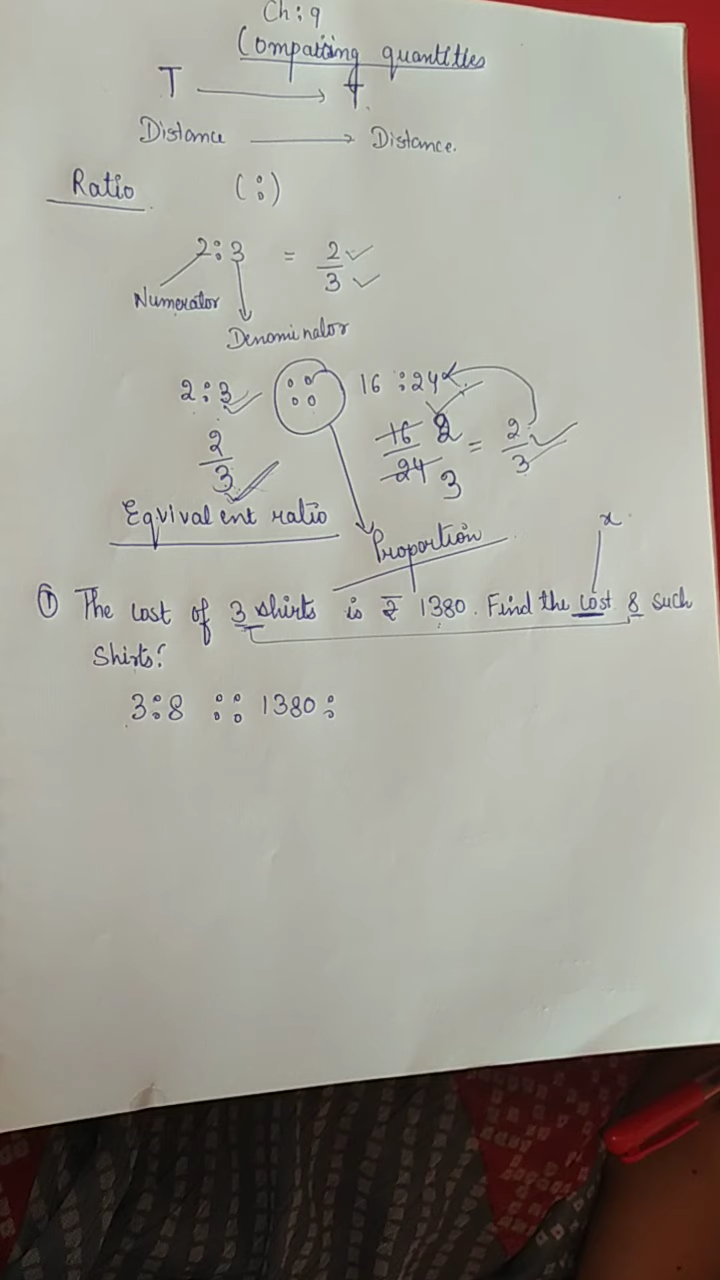 Ch: 9
Comparing quantities
T → T
Distance → Distance.
Ratio (:)
2:3 = 2/3
Numerator
Denominator
2:3 :: 16:24
2/3 16/24 2/3 = 2/3
Equivalent ratio
Proportion
x
① The cost of 3 shirts is ₹ 1380. Find the cost 8 such
Shirts?
3:8 :: 1380: